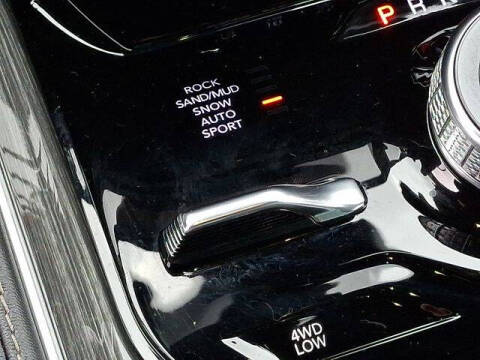 P R N
ROCK
SAND/MUD
SNOW
AUTO
SPORT
4WD
LOW